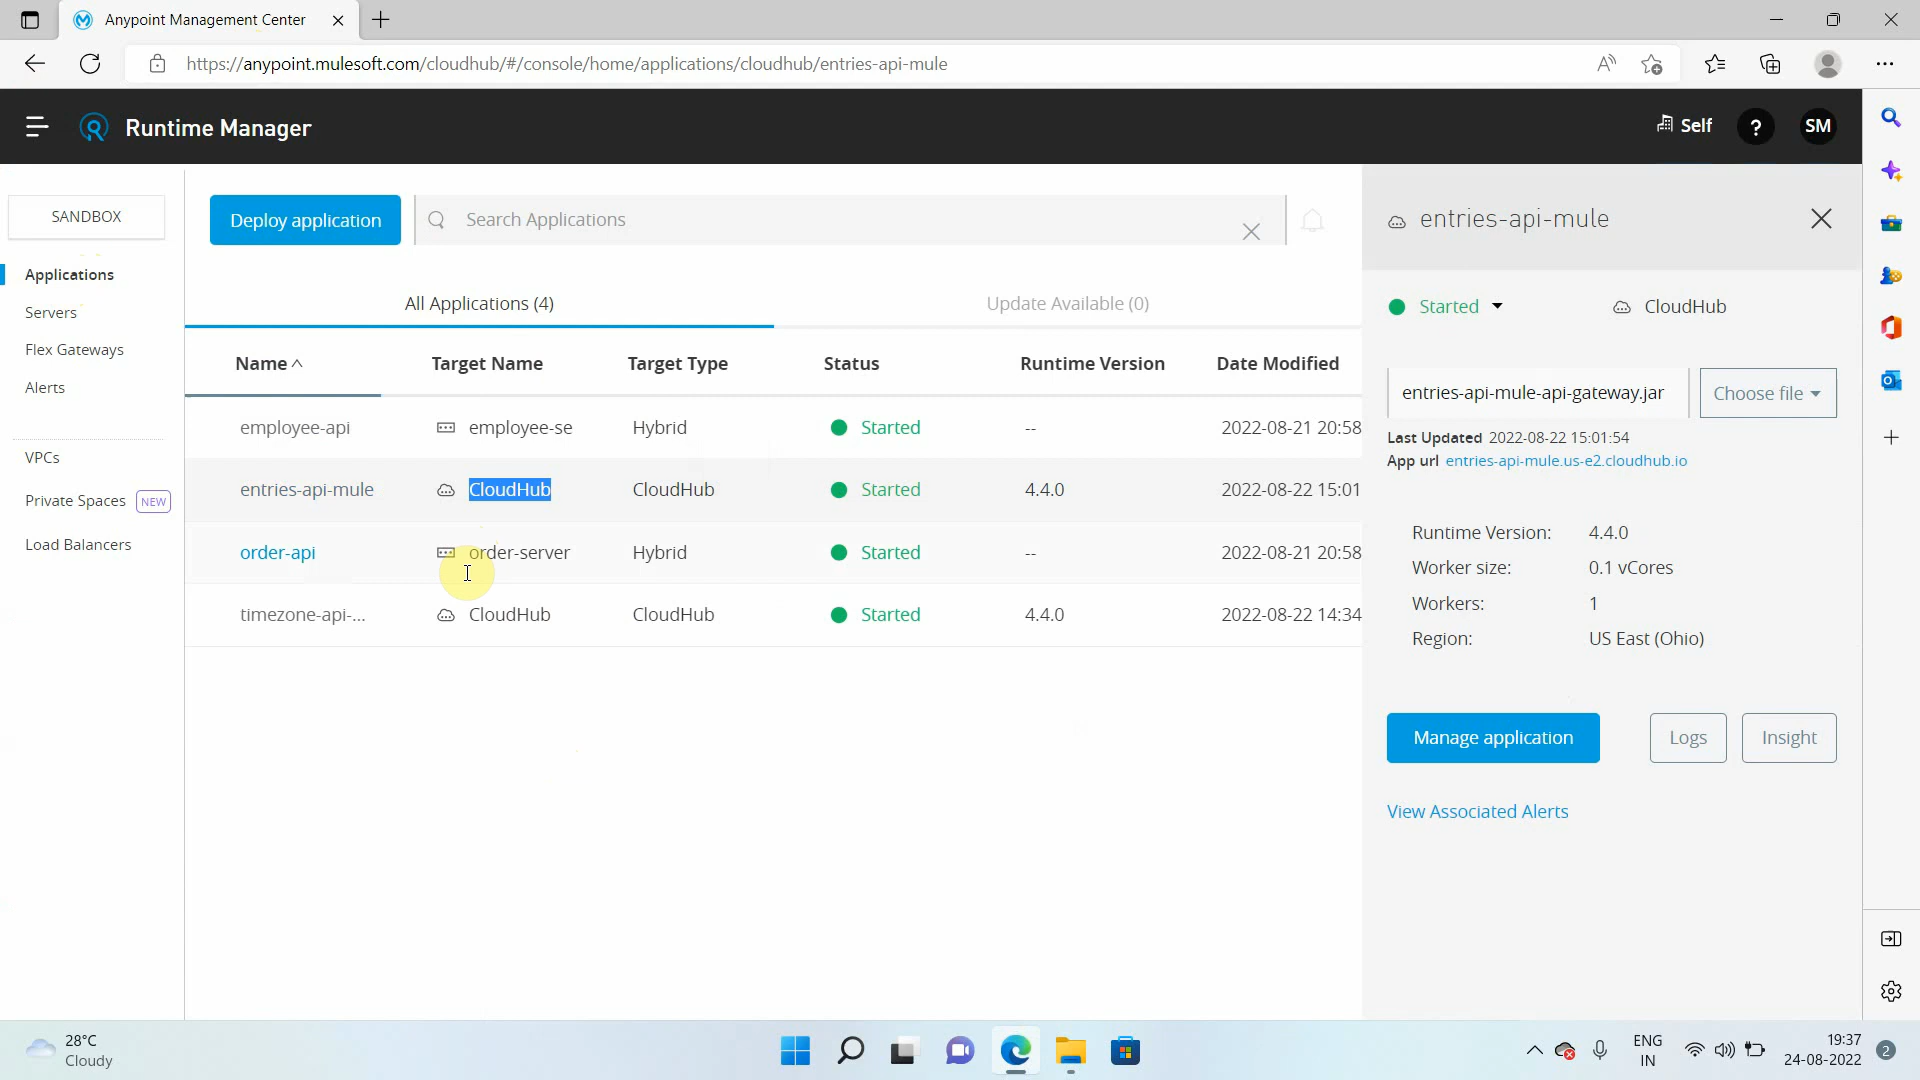 Anypoint Management Center
https://anypoint.mulesoft.com/cloudhub/#/console/home/applications/cloudhub/entries-api-mule
Runtime Manager
Self
?
SM
SANDBOX
Applications
Servers
Flex Gateways
Alerts
VPCs
Private Spaces NEW
Load Balancers
Deploy application
Search Applications
All Applications (4)
Update Available (0)
Name Target Name Target Type Status Runtime Version Date Modified
employee-api employee-se Hybrid Started -- 2022-08-21 20:58
entries-api-mule CloudHub CloudHub Started 4.4.0 2022-08-22 15:01
order-api order-server Hybrid Started -- 2022-08-21 20:58
timezone-api-... CloudHub CloudHub Started 4.4.0 2022-08-22 14:34
entries-api-mule
Started CloudHub
entries-api-mule-api-gateway.jar Choose file
Last Updated 2022-08-22 15:01:54
App url entries-api-mule.us-e2.cloudhub.io
Runtime Version: 4.4.0
Worker size: 0.1 vCores
Workers: 1
Region: US East (Ohio)
Manage application Logs Insight
View Associated Alerts
28°C
Cloudy
ENG
IN
19:37
24-08-2022
2